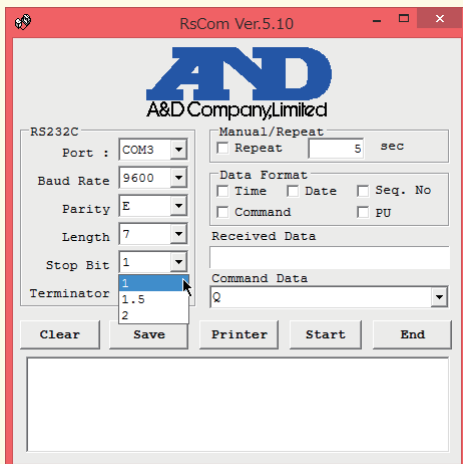 RsCom Ver.5.10
AND
A&D Company,Limited
RS232C
Port : COM3
Baud Rate 9600
Parity E
Length 7
Stop Bit 1
1
1.5
2
Terminator
Manual/Repeat
Repeat 5 sec
Data Format
Time Date Seq. No
Command PU
Received Data
Command Data
Q
Clear Save Printer Start End